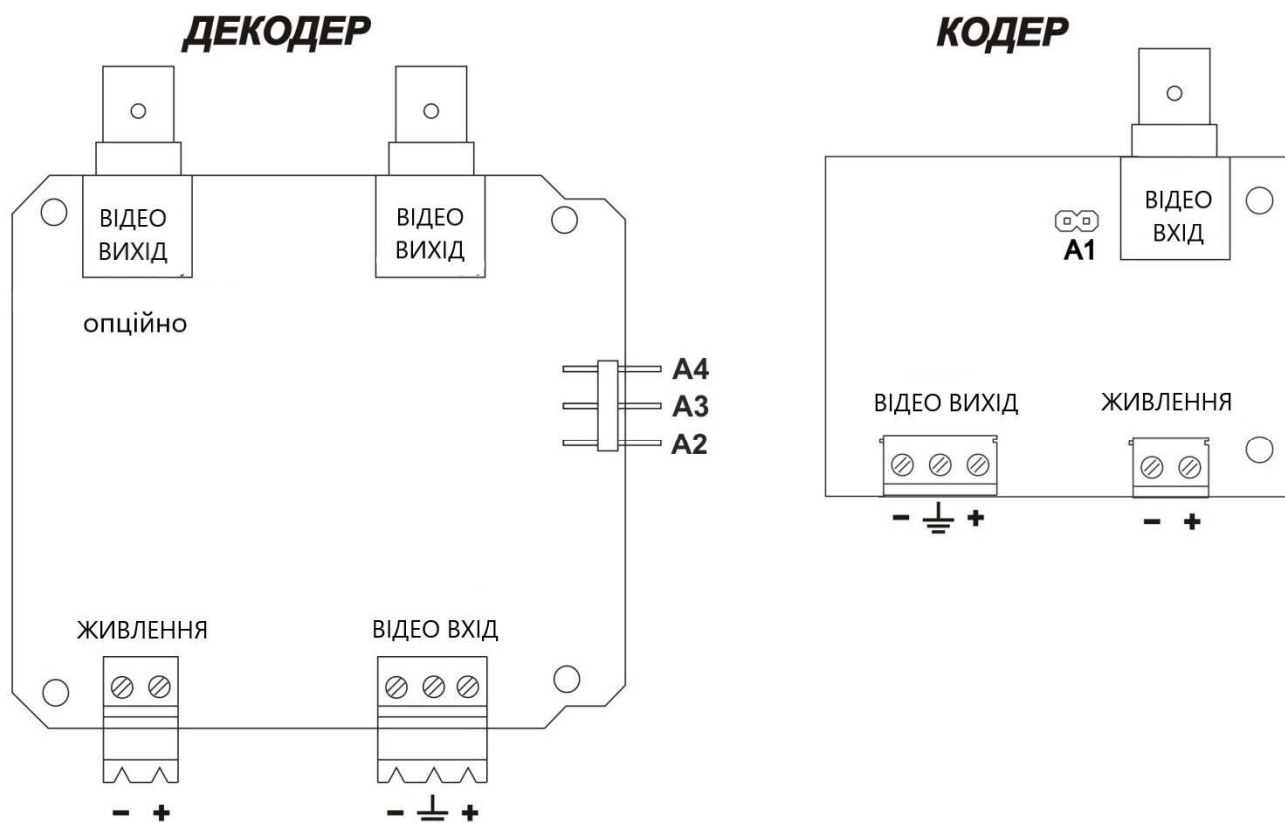 ДЕКОДЕР
ВІДЕО
ВИХІД
опційно
ВІДЕО
ВИХІД
A4
A3
A2
ЖИВЛЕННЯ
- +
ВІДЕО ВХІД
- +
КОДЕР
ВІДЕО
ВХІД
A1
ВІДЕО ВИХІД
- +
ЖИВЛЕННЯ
- +